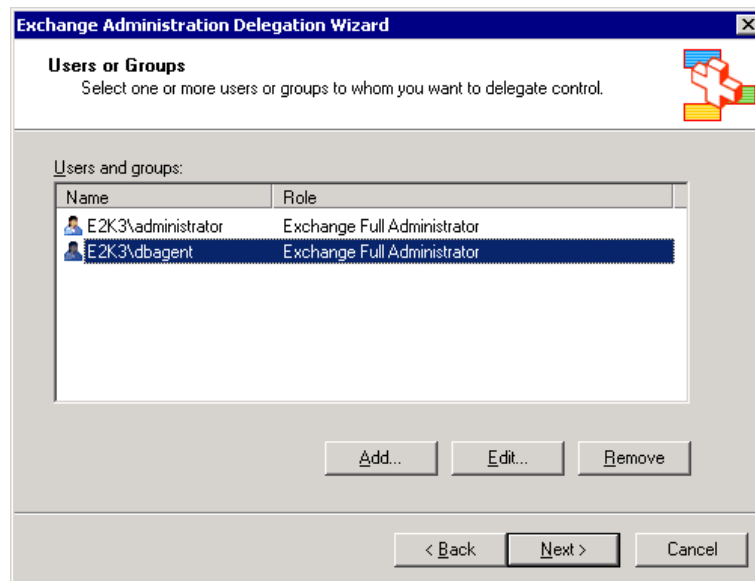 Exchange Administration Delegation Wizard
Users or Groups
Select one or more users or groups to whom you want to delegate control.
Users and groups:
Name Role
E2K3\administrator Exchange Full Administrator
E2K3\dbagent Exchange Full Administrator
Add... Edit... Remove
< Back Next > Cancel